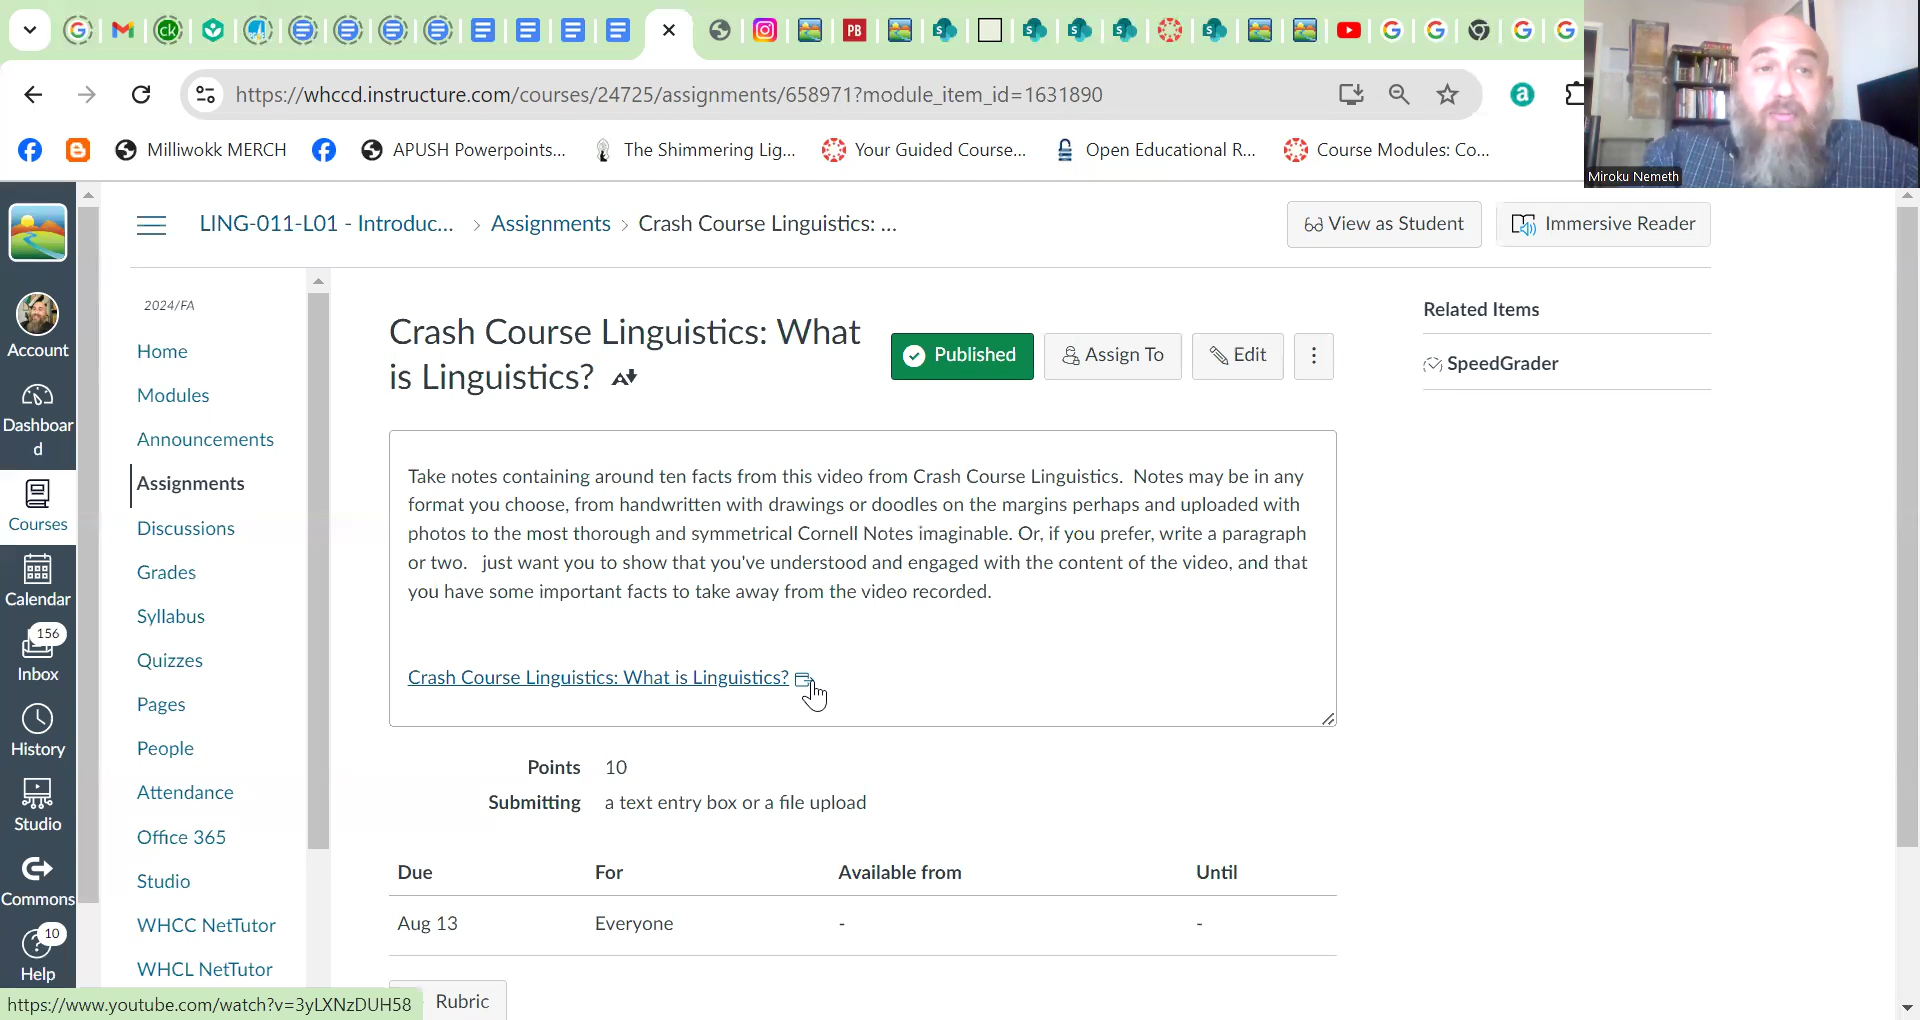 https://whccd.instructure.com/courses/24725/assignments/658971?module_item_id=1631890
Milliwokk MERCH
APUSH Powerpoints...
The Shimmering Lig...
Your Guided Course...
Open Educational R...
Course Modules: Co...
Miroku Nemeth
LING-011-L01 - Introduc...
Assignments
Crash Course Linguistics: ...
View as Student
Immersive Reader
Account
Dashboar
d
Courses
Calendar
156
Inbox
History
Studio
Commons
10
Help
2024/FA
Home
Modules
Announcements
Assignments
Discussions
Grades
Syllabus
Quizzes
Pages
People
Attendance
Office 365
Studio
WHCC NetTutor
WHCL NetTutor
Crash Course Linguistics: What
is Linguistics?
Published
Assign To
Edit
Related Items
SpeedGrader
Take notes containing around ten facts from this video from Crash Course Linguistics.  Notes may be in any
format you choose, from handwritten with drawings or doodles on the margins perhaps and uploaded with
photos to the most thorough and symmetrical Cornell Notes imaginable. Or, if you prefer, write a paragraph
or two.   just want you to show that you've understood and engaged with the content of the video, and that
you have some important facts to take away from the video recorded.
Crash Course Linguistics: What is Linguistics?
Points 10
Submitting a text entry box or a file upload
Due For Available from Until
Aug 13 Everyone - -
Rubric
https://www.youtube.com/watch?v=3yLXNzDUH58